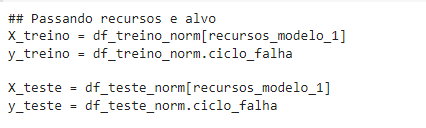 ## Passando recursos e alvo
X_treino = df_treino_norm[recursos_modelo_1]
y_treino = df_treino_norm.ciclo_falha
X_teste = df_teste_norm[recursos_modelo_1]
y_teste = df_teste_norm.ciclo_falha